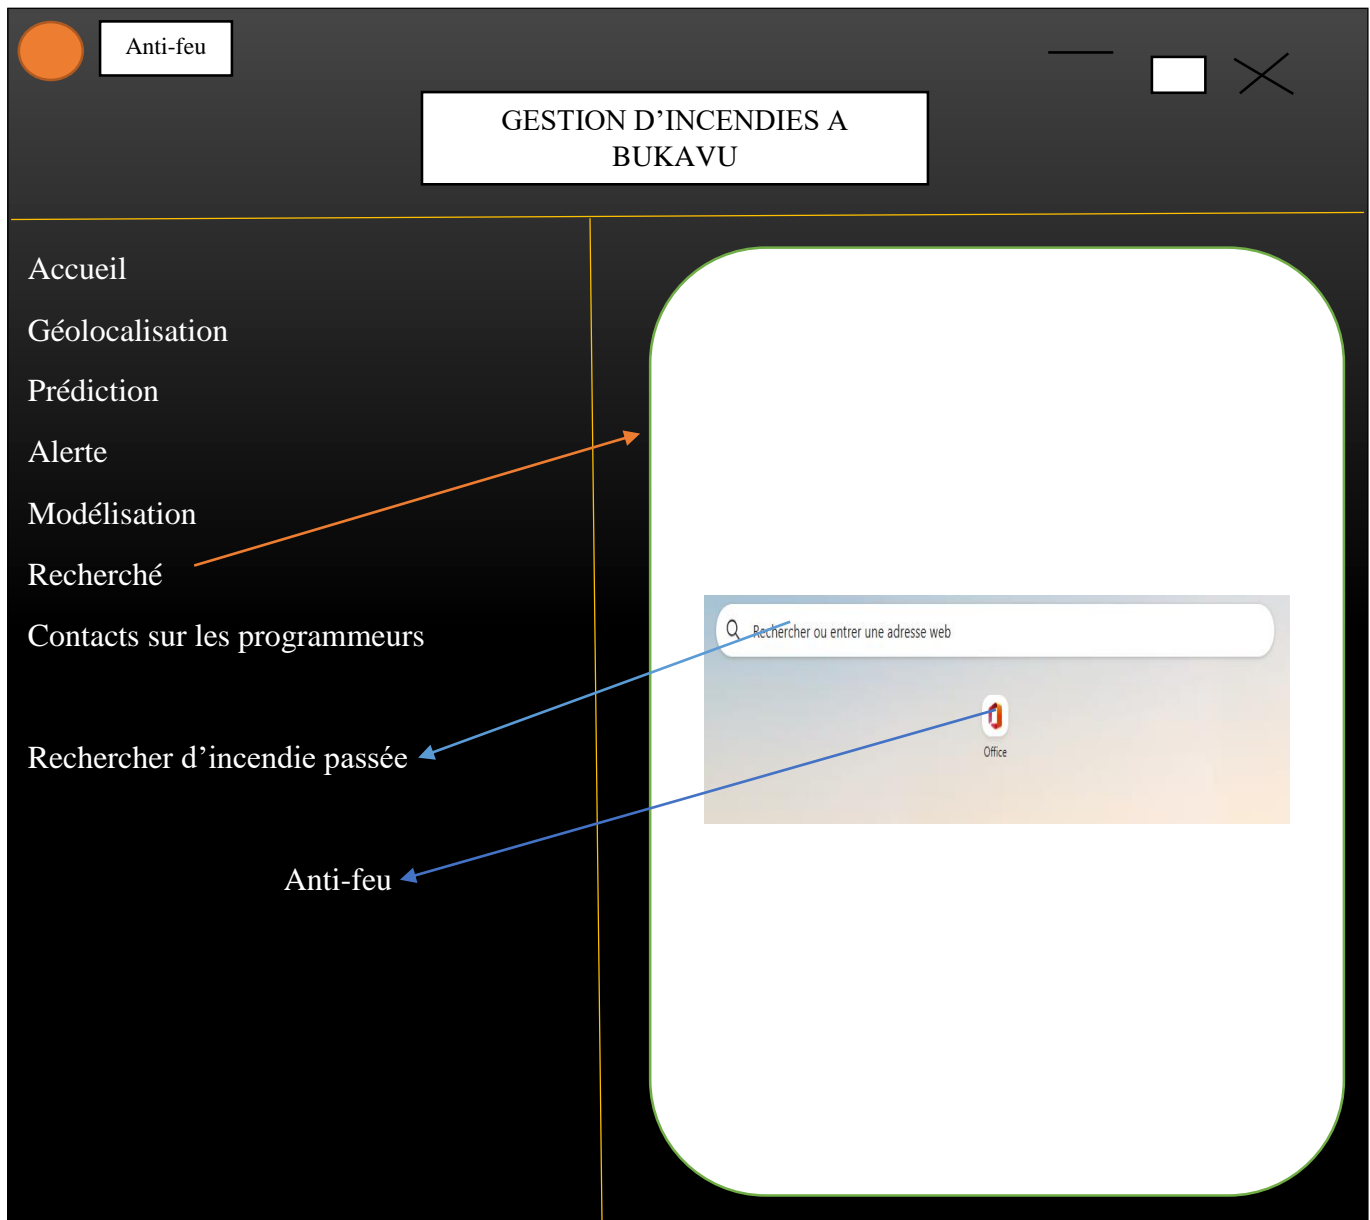 Anti-feu
GESTION D’INCENDIES A
BUKAVU
Accueil
Géolocalisation
Prédiction
Alerte
Modélisation
Recherché
Contacts sur les programmeurs
Rechercher d’incendie passée
Anti-feu
Rechercher ou entrer une adresse web
Office